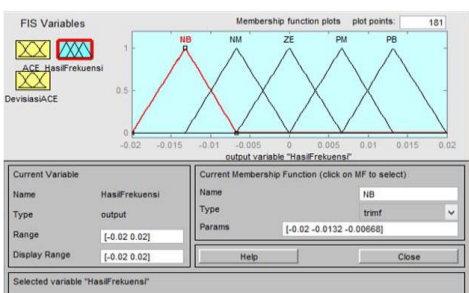 FIS Variables
Membership function plots plot points: 181
ACE HasilFrekuensi
DevisiasiACE
NB NM ZE PM PB
1
0.5
0
-0.02 -0.015 -0.01 -0.005 0 0.005 0.01 0.015 0.02
output variable "HasilFrekuensi"
Current Variable
Name HasilFrekuensi
Type output
Range [-0.02 0.02]
Display Range [-0.02 0.02]
Current Membership Function (click on MF to select)
Name NB
Type trimf
Params [-0.02 -0.0132 -0.00668]
Help Close
Selected variable "HasilFrekuensi"